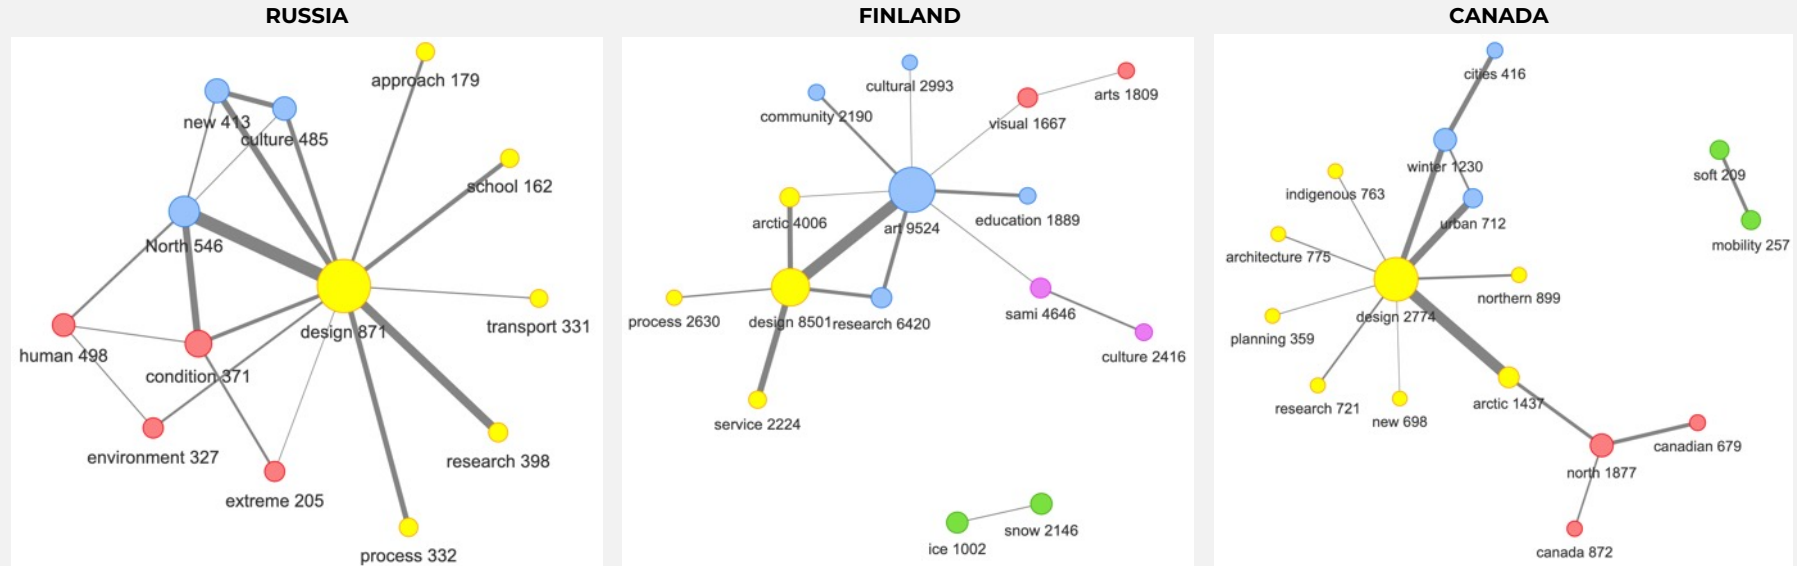 RUSSIA
approach 179
new 413
culture 485
school 162
North 546
transport 331
design 871
human 498
condition 371
environment 327
research 398
extreme 205
process 332
FINLAND
cultural 2993
arts 1809
community 2190
visual 1667
arctic 4006
art 9524
education 1889
process 2630
design 8501
research 6420
sami 4646
culture 2416
service 2224
snow 2146
ice 1002
CANADA
cities 416
winter 1230
soft 209
indigenous 763
urban 712
mobility 257
architecture 775
northern 899
design 2774
planning 359
research 721
new 698
arctic 1437
canadian 679
north 1877
canada 872